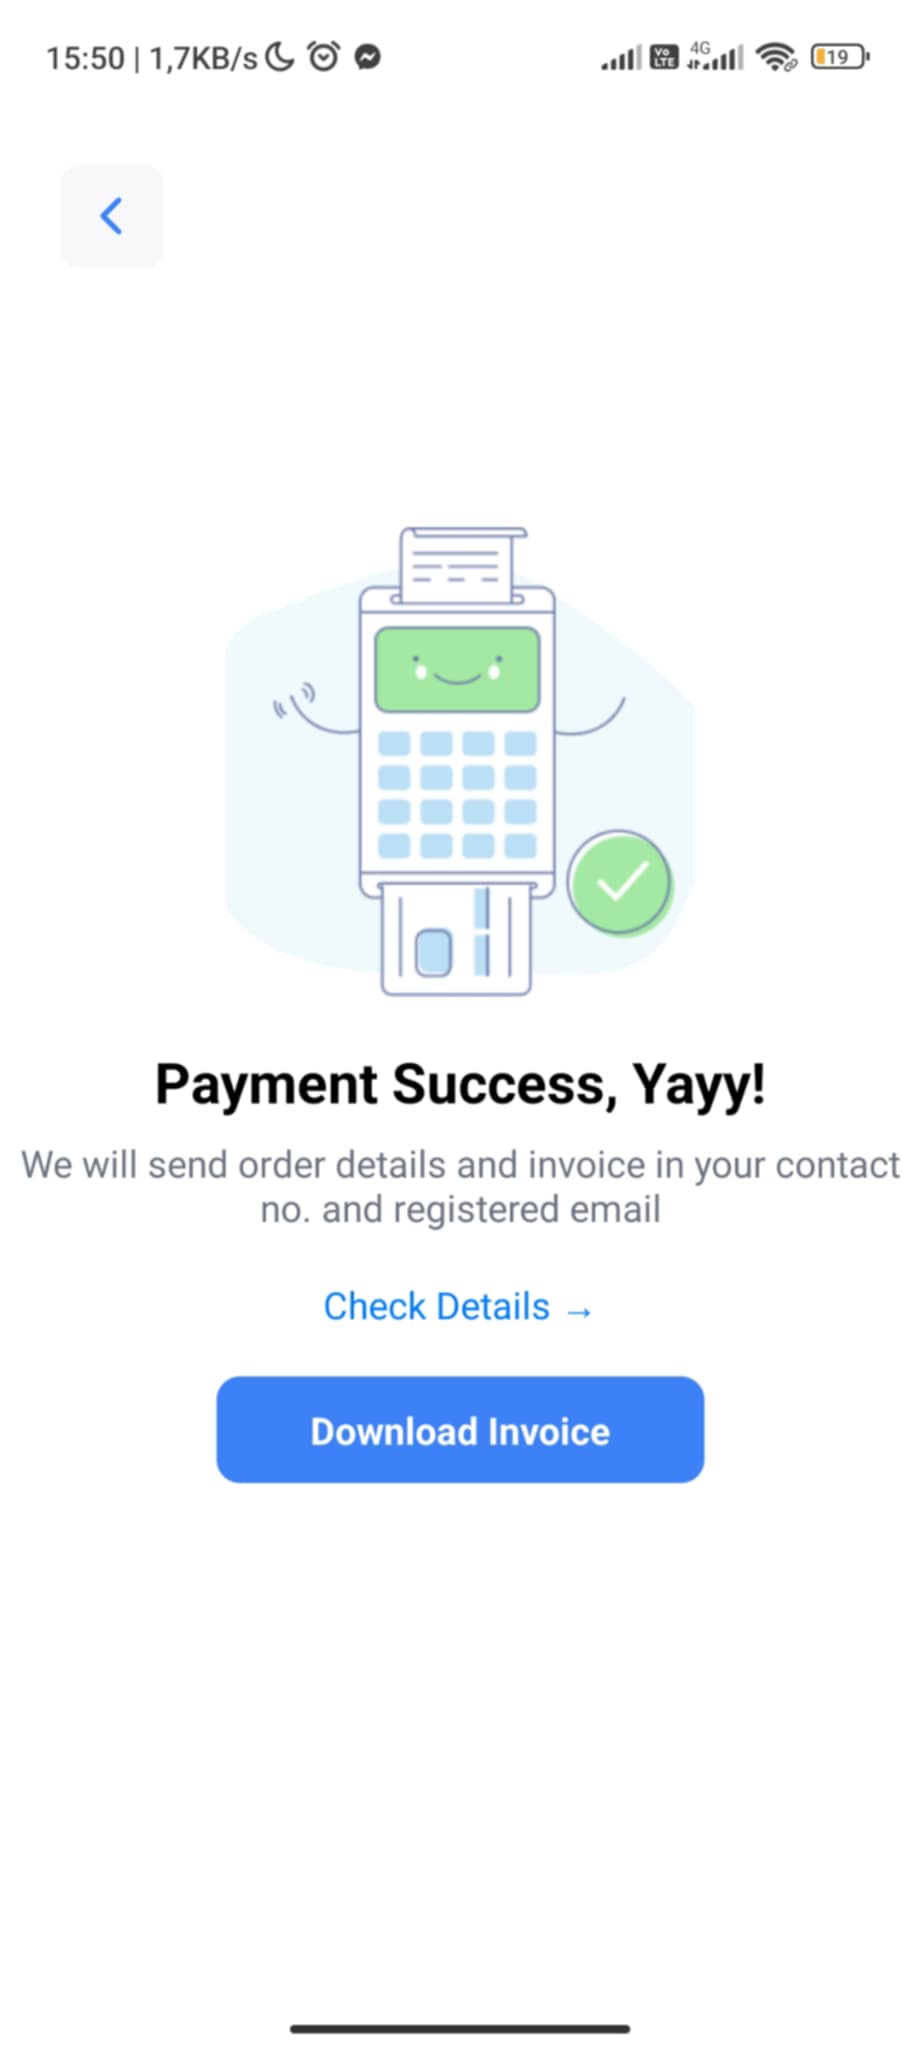 15:50 | 1,7KB/s
Vo LTE 4G 19
Payment Success, Yayy!
We will send order details and invoice in your contact
no. and registered email
Check Details →
Download Invoice